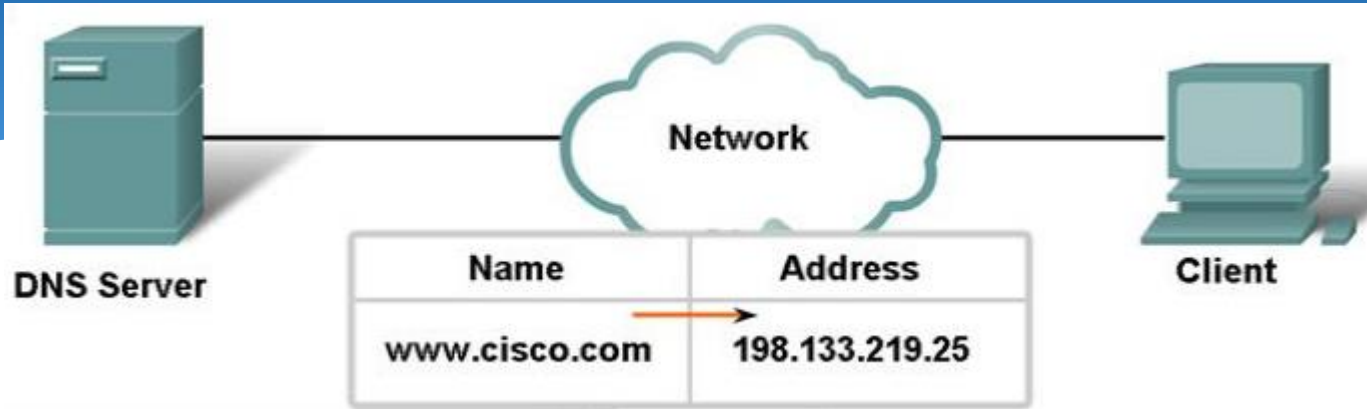 Network
DNS Server
Client
Name Address
www.cisco.com 198.133.219.25